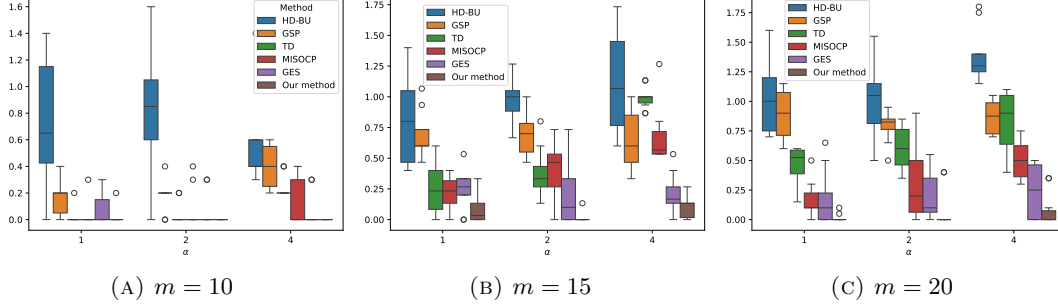 1.6
1.4
1.2
1.0
0.8
0.6
0.4
0.2
0.0
1
2
4
α
Method
HD-BU
GSP
TD
MISOCP
GES
Our method
(A) m = 10
1.75
1.50
1.25
1.00
0.75
0.50
0.25
0.00
1
2
4
α
HD-BU
GSP
TD
MISOCP
GES
Our method
(B) m = 15
1.75
1.50
1.25
1.00
0.75
0.50
0.25
0.00
1
2
4
α
HD-BU
GSP
TD
MISOCP
GES
Our method
(C) m = 20